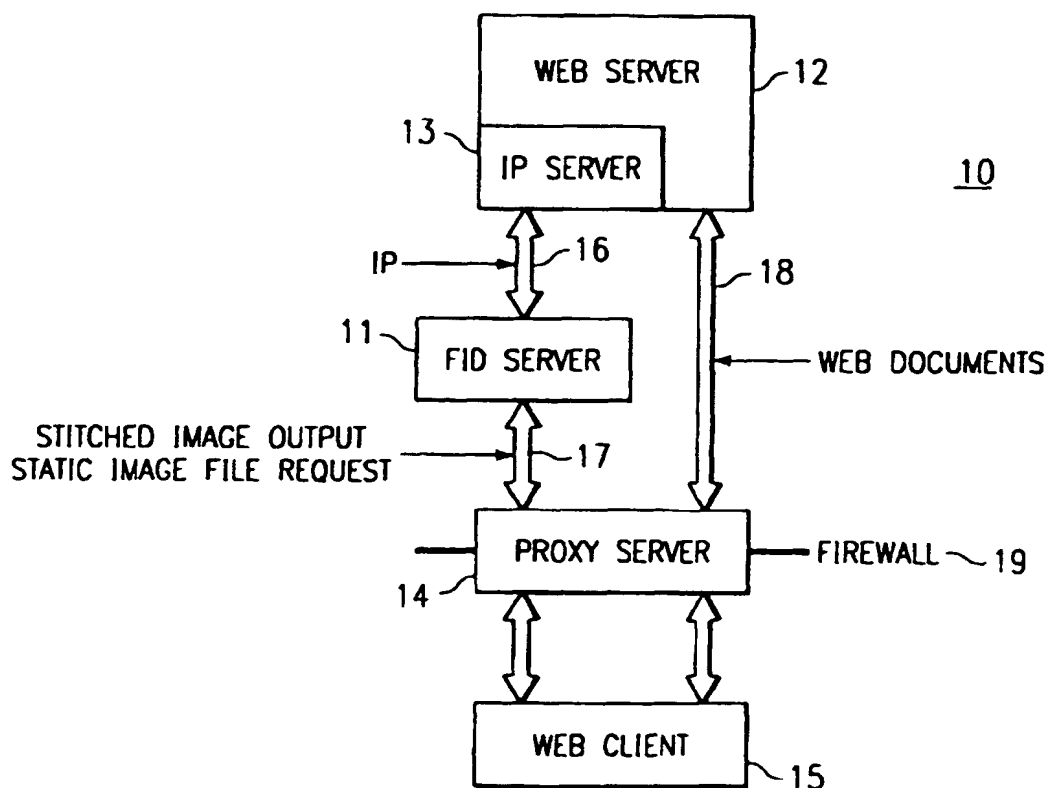 WEB SERVER
12
13
IP SERVER
10
IP
16
18
11
FID SERVER
WEB DOCUMENTS
STITCHED IMAGE OUTPUT
STATIC IMAGE FILE REQUEST
17
PROXY SERVER
FIREWALL
19
14
WEB CLIENT
15